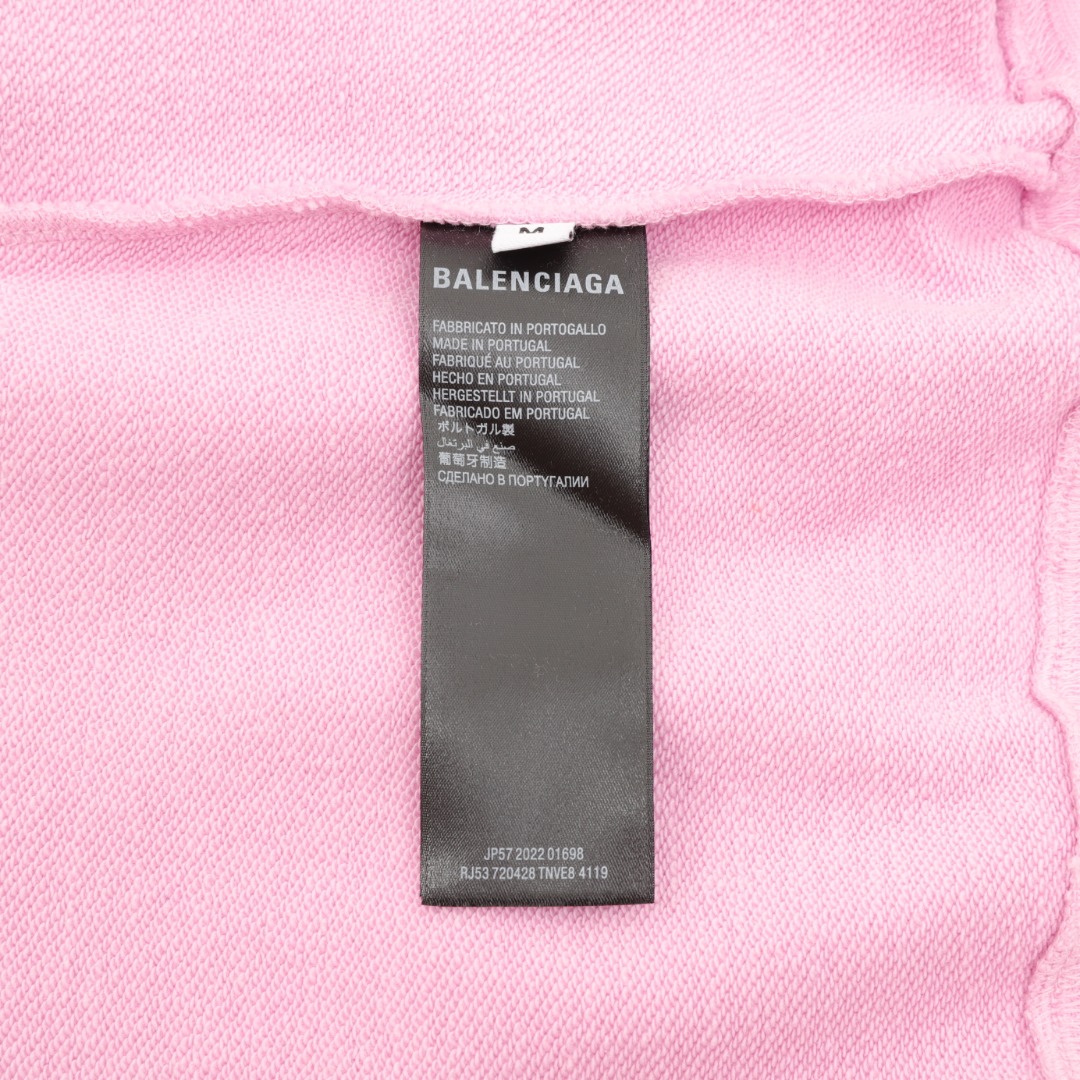 M
BALENCIAGA
FABBRICATO IN PORTOGALLO
MADE IN PORTUGAL
FABRIQUÉ AU PORTUGAL
HECHO EN PORTUGAL
HERGESTELLT IN PORTUGAL
FABRICADO EM PORTUGAL
ポルトガル製
صنع في البرتغال
葡萄牙制造
СДЕЛАНО В ПОРТУГАЛИИ
JP57 2022 01698
RJ53 720428 TNVE8 4119